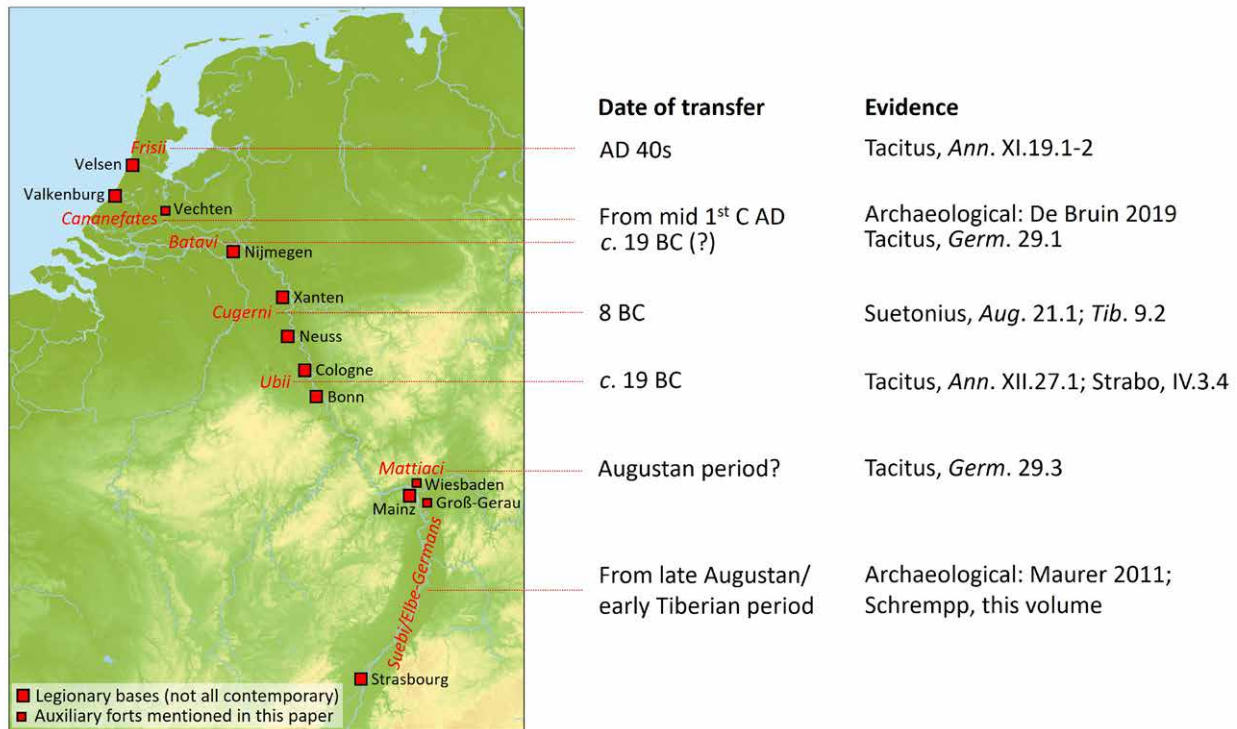 Date of transfer Evidence
Frisii AD 40s Tacitus, Ann. XI.19.1-2
Velsen
Valkenburg
Vechten
Cananefates From mid 1st C AD Archaeological: De Bruin 2019
Batavi c. 19 BC (?) Tacitus, Germ. 29.1
Nijmegen
Xanten
Cugerni 8 BC Suetonius, Aug. 21.1; Tib. 9.2
Neuss
Cologne
Ubii c. 19 BC Tacitus, Ann. XII.27.1; Strabo, IV.3.4
Bonn
Mattiaci Augustan period? Tacitus, Germ. 29.3
Wiesbaden
Mainz
Groß-Gerau
Suebi/Elbe-Germans
From late Augustan/ Archaeological: Maurer 2011;
early Tiberian period Schrempp, this volume
Strasbourg
Legionary bases (not all contemporary)
Auxiliary forts mentioned in this paper